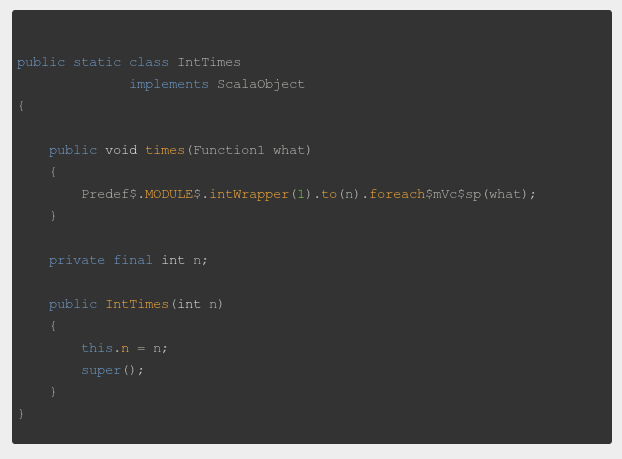 public static class IntTimes
implements ScalaObject
{
public void times(Function1 what)
{
Predef$.MODULE$.intWrapper(1).to(n).foreach$mVc$sp(what);
}
private final int n;
public IntTimes(int n)
{
this.n = n;
super();
}
}